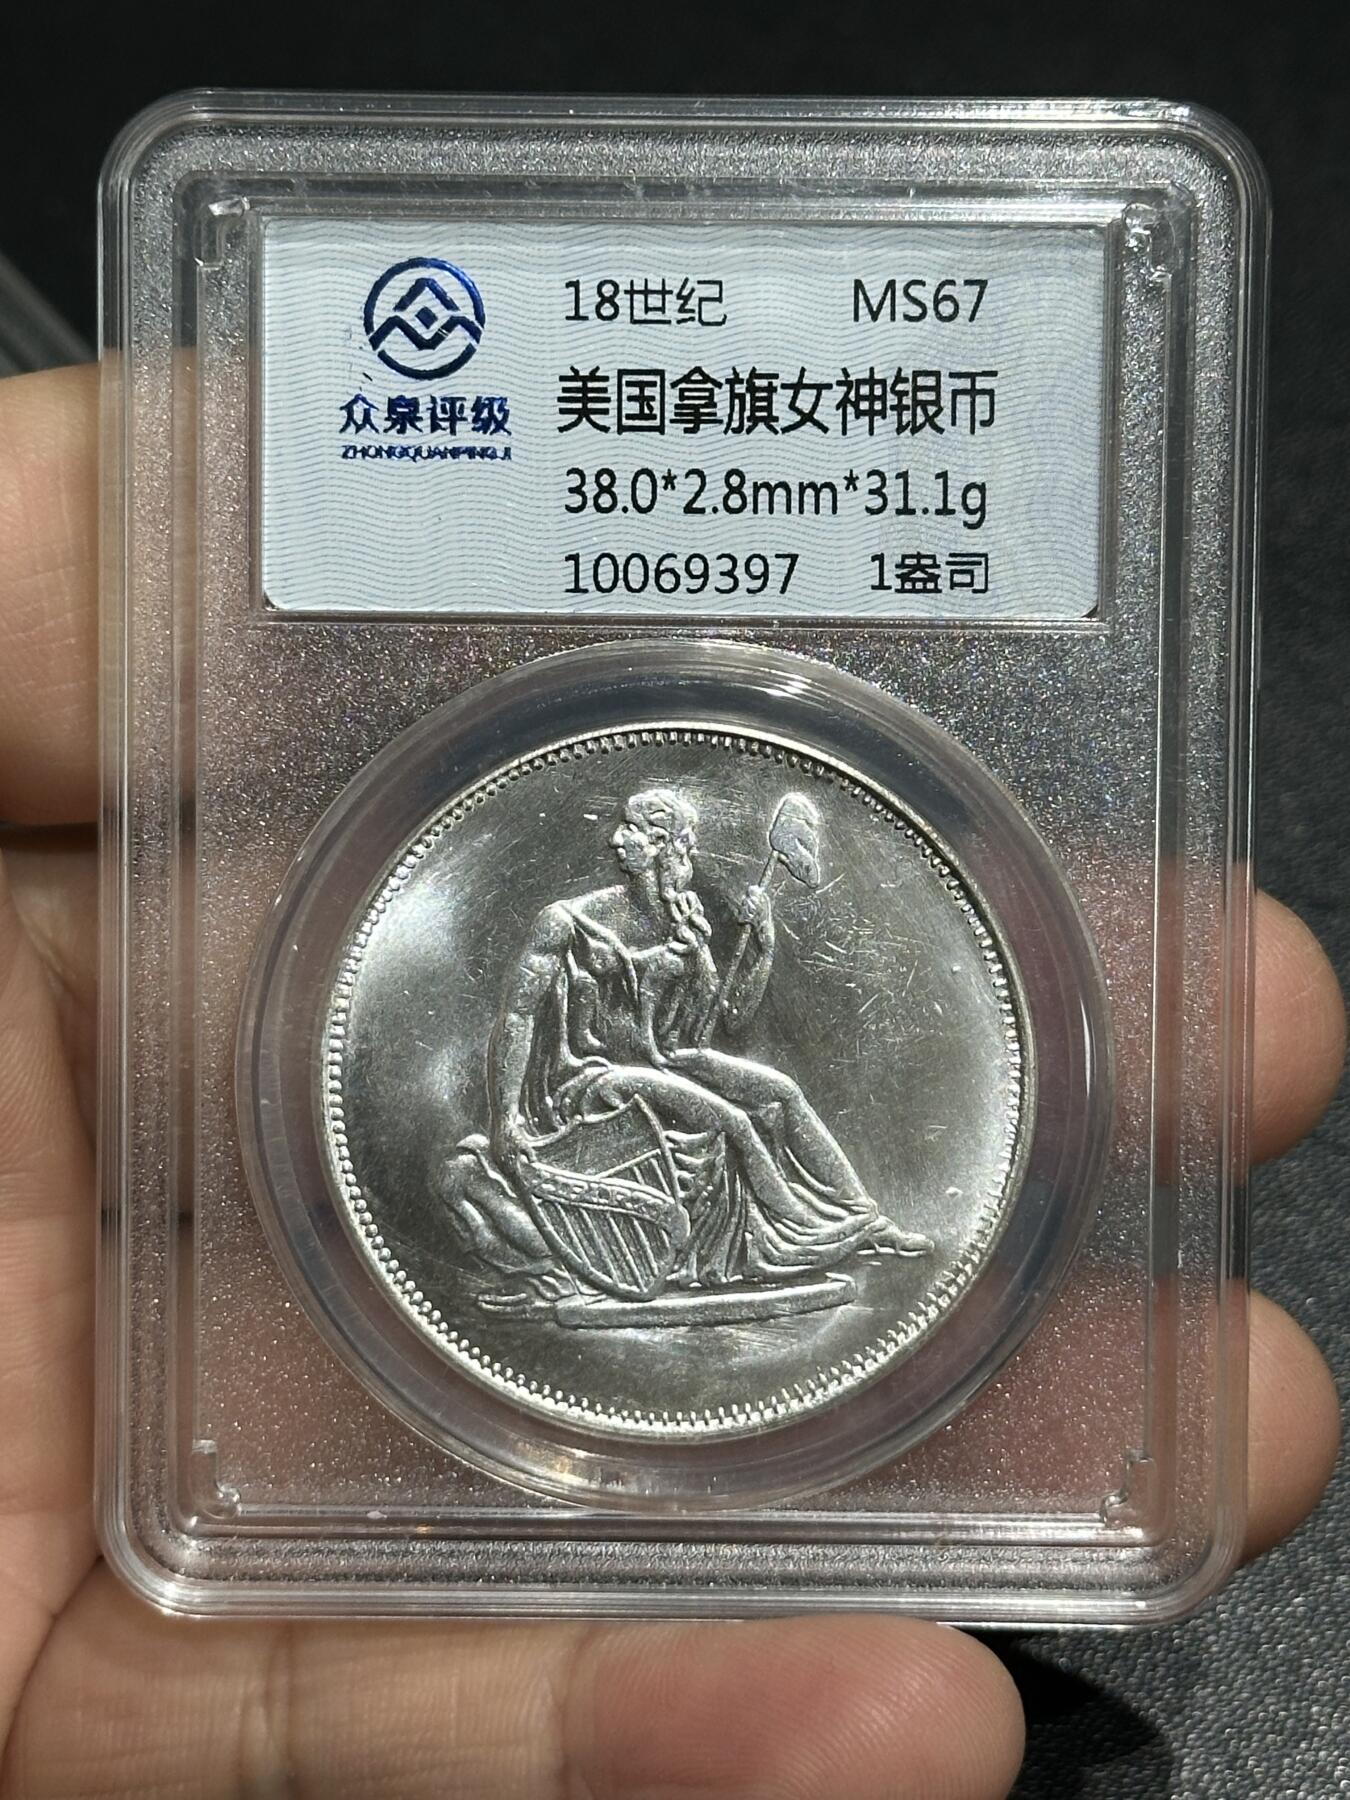 18世纪 MS67
众泉评级
ZHONGQUANPINGJI
美国拿旗女神银币
38.0*2.8mm*31.1g
10069397 1盎司